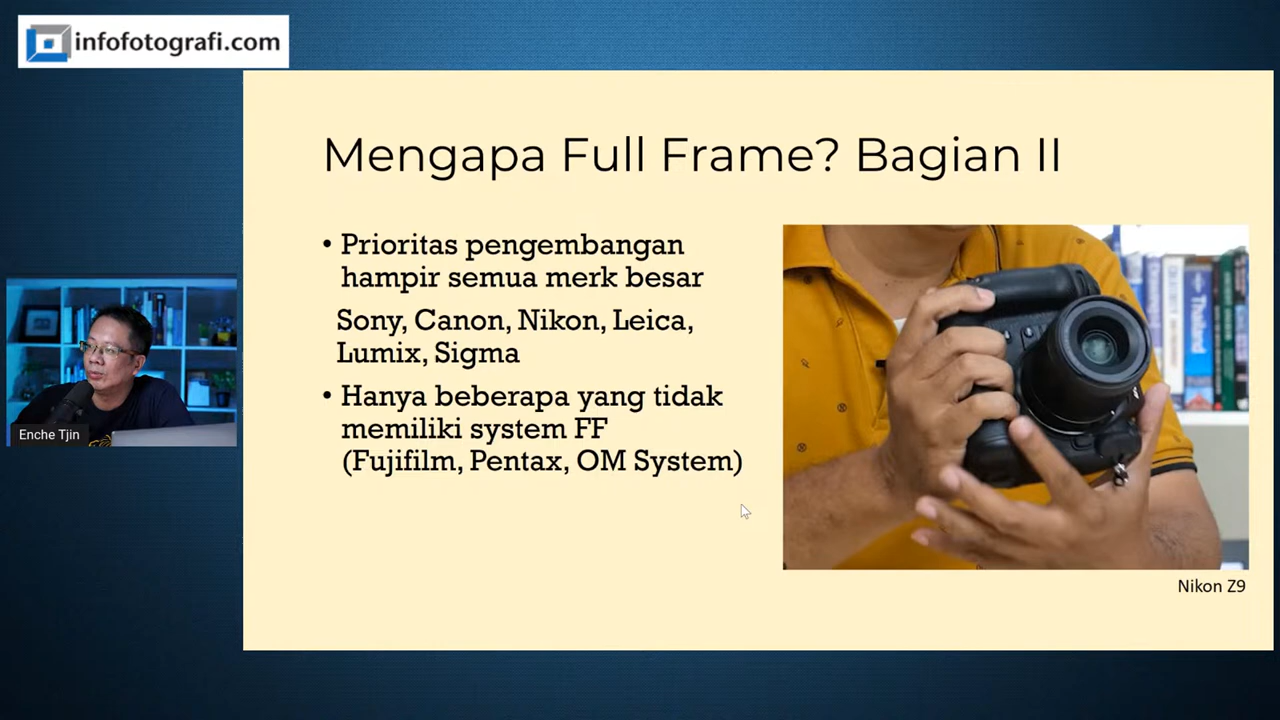 infofotografi.com
Mengapa Full Frame? Bagian II
• Prioritas pengembangan
hampir semua merk besar
Sony, Canon, Nikon, Leica,
Lumix, Sigma
• Hanya beberapa yang tidak
memiliki system FF
(Fujifilm, Pentax, OM System)
Thailand
Nikon Z9
Enche Tjin